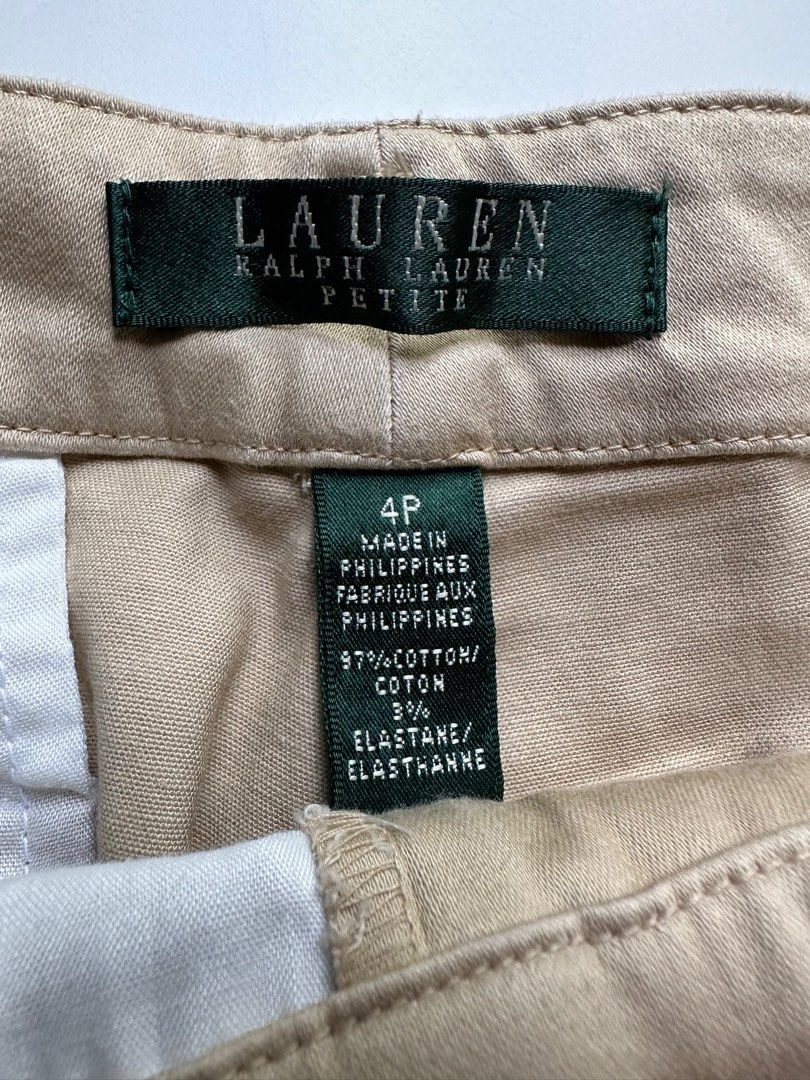 LAUREN
RALPH LAUREN
PETITE
4P
MADE IN
PHILIPPINES
FABRIQUE AUX
PHILIPPINES
97% COTTON/
COTON
3%
ELASTANE/
ELASTHANNE